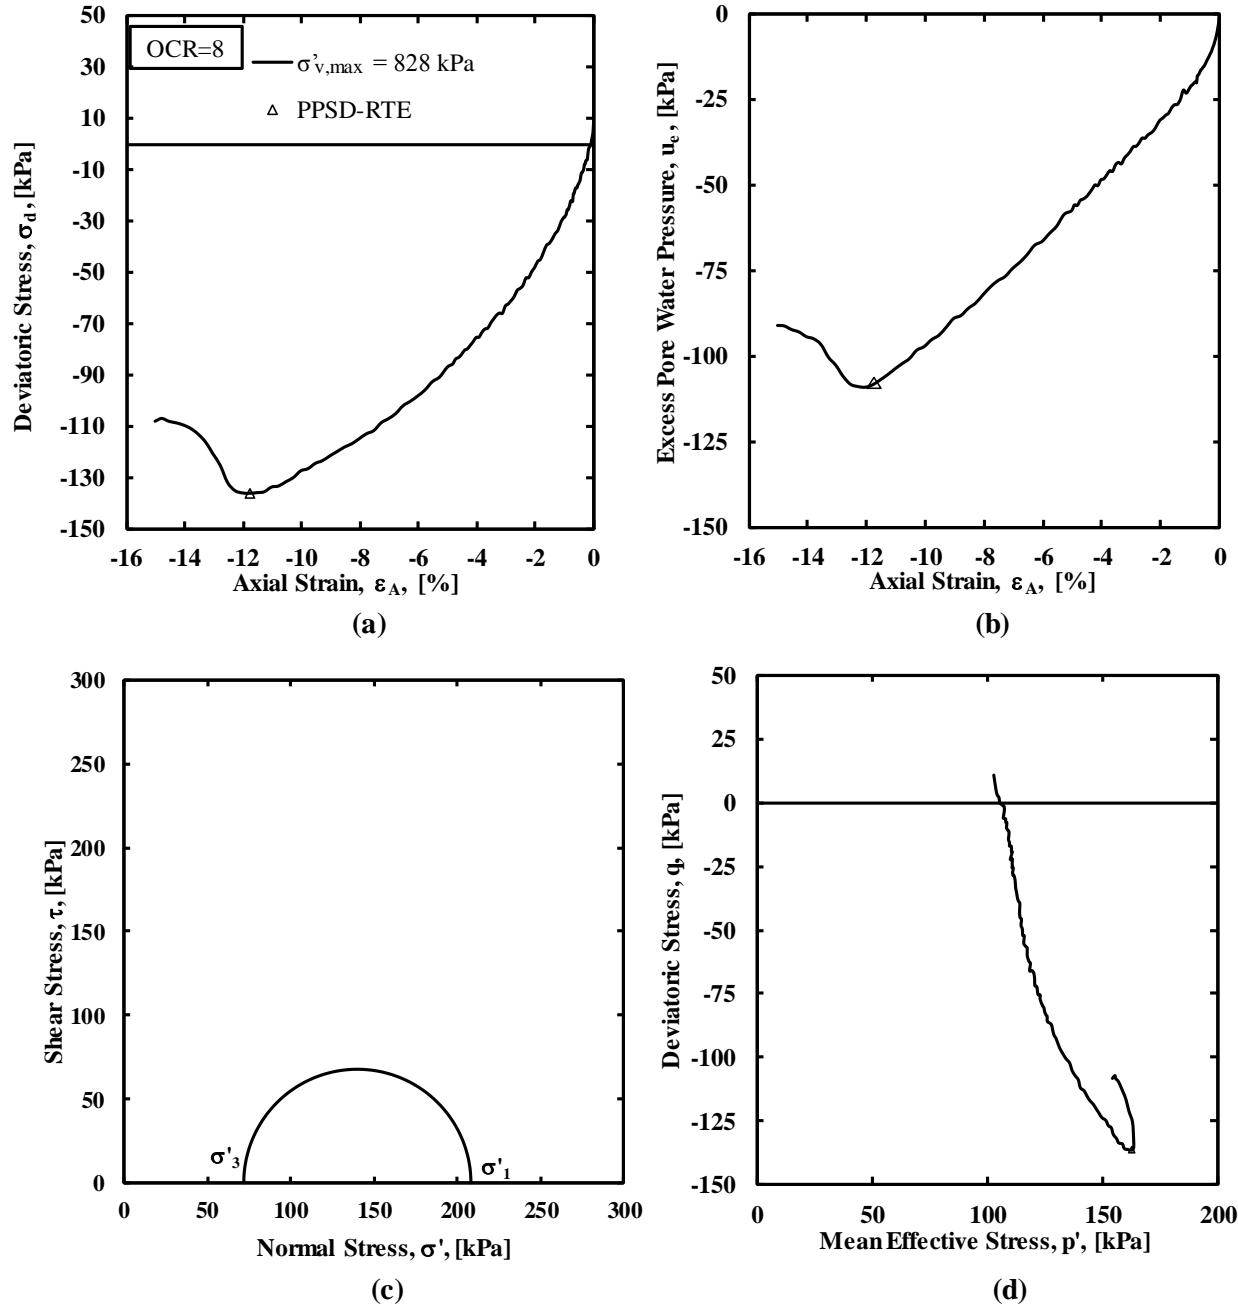 50
30
10
-10
-30
-50
-70
-90
-110
-130
-150
Deviatoric Stress, σd, [kPa]
OCR=8
σ'v,max = 828 kPa
PPSD-RTE
-16 -14 -12 -10 -8 -6 -4 -2 0
Axial Strain, εA, [%]
(a)
0
-25
-50
-75
-100
-125
-150
Excess Pore Water Pressure, ue, [kPa]
-16 -14 -12 -10 -8 -6 -4 -2 0
Axial Strain, εA, [%]
(b)
300
250
200
150
100
50
0
Shear Stress, τ, [kPa]
σ'3
σ'1
0 50 100 150 200 250 300
Normal Stress, σ', [kPa]
(c)
50
25
0
-25
-50
-75
-100
-125
-150
Deviatoric Stress, q, [kPa]
0 50 100 150 200
Mean Effective Stress, p', [kPa]
(d)